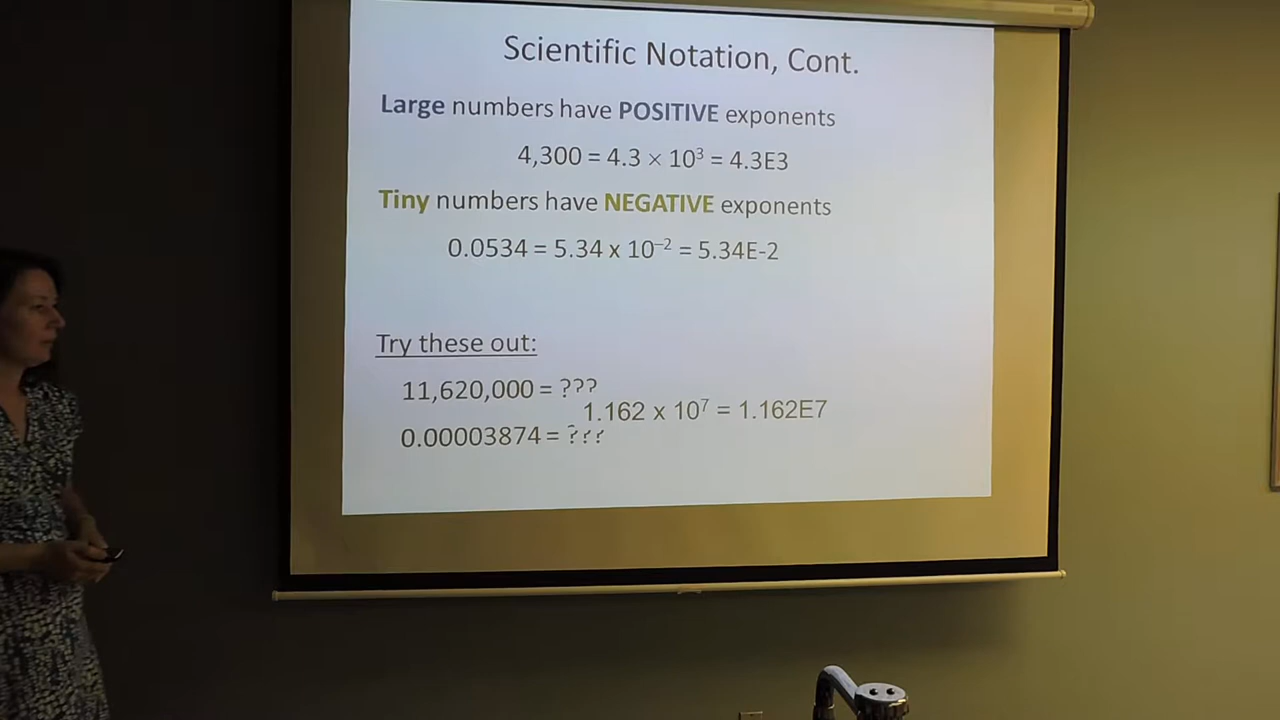 Scientific Notation, Cont.
Large numbers have POSITIVE exponents
4,300 = 4.3 × 10³ = 4.3E3
Tiny numbers have NEGATIVE exponents
0.0534 = 5.34 x 10⁻² = 5.34E-2
Try these out:
11,620,000 = ???
1.162 x 10⁷ = 1.162E7
0.00003874 = ???